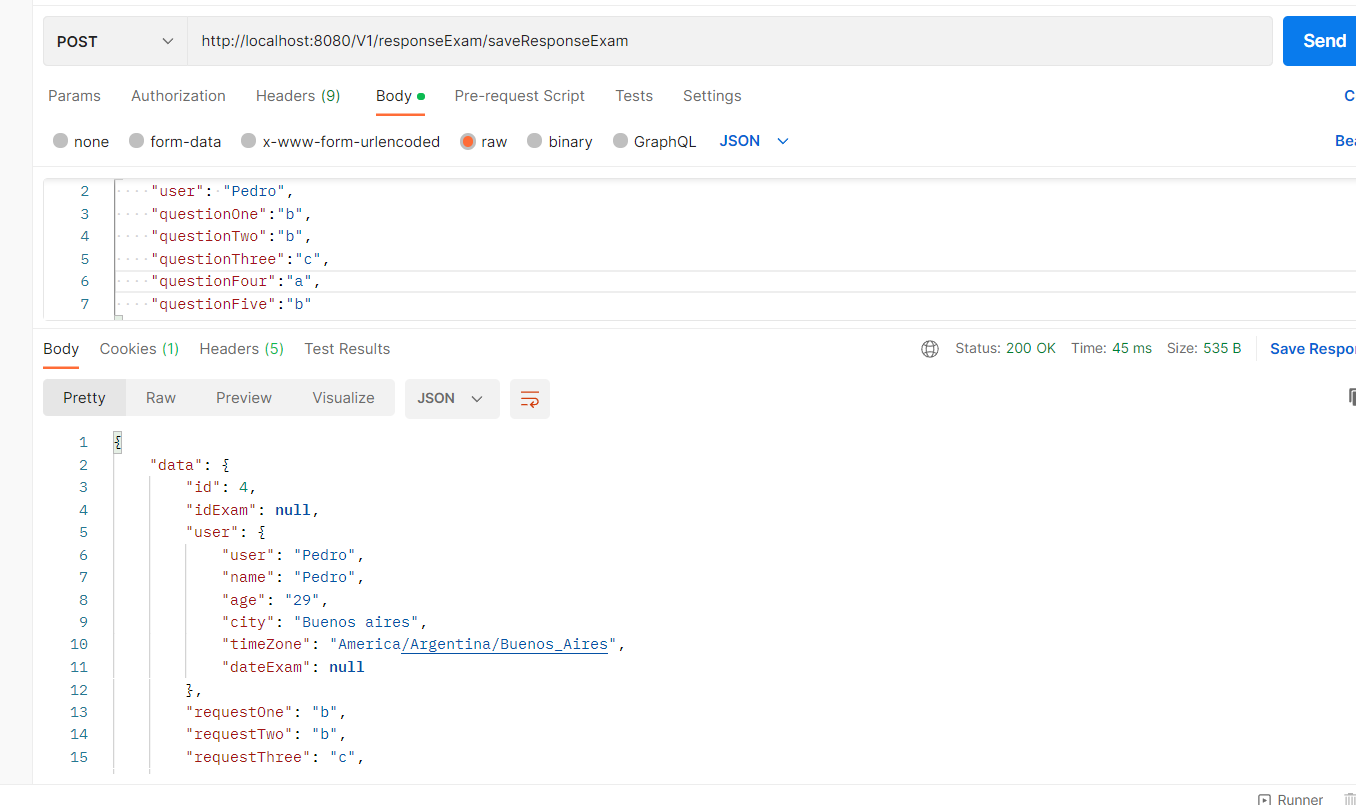 POST http://localhost:8080/V1/responseExam/saveResponseExam Send
Params Authorization Headers (9) Body Pre-request Script Tests Settings C
none form-data x-www-form-urlencoded raw binary GraphQL JSON Bea
2 "user": "Pedro",
3 "questionOne":"b",
4 "questionTwo":"b",
5 "questionThree":"c",
6 "questionFour":"a",
7 "questionFive":"b"
Body Cookies (1) Headers (5) Test Results Status: 200 OK Time: 45 ms Size: 535 B Save Respo
Pretty Raw Preview Visualize JSON
1 {
2 "data": {
3 "id": 4,
4 "idExam": null,
5 "user": {
6 "user": "Pedro",
7 "name": "Pedro",
8 "age": "29",
9 "city": "Buenos aires",
10 "timeZone": "America/Argentina/Buenos_Aires",
11 "dateExam": null
12 },
13 "requestOne": "b",
14 "requestTwo": "b",
15 "requestThree": "c",
Runner